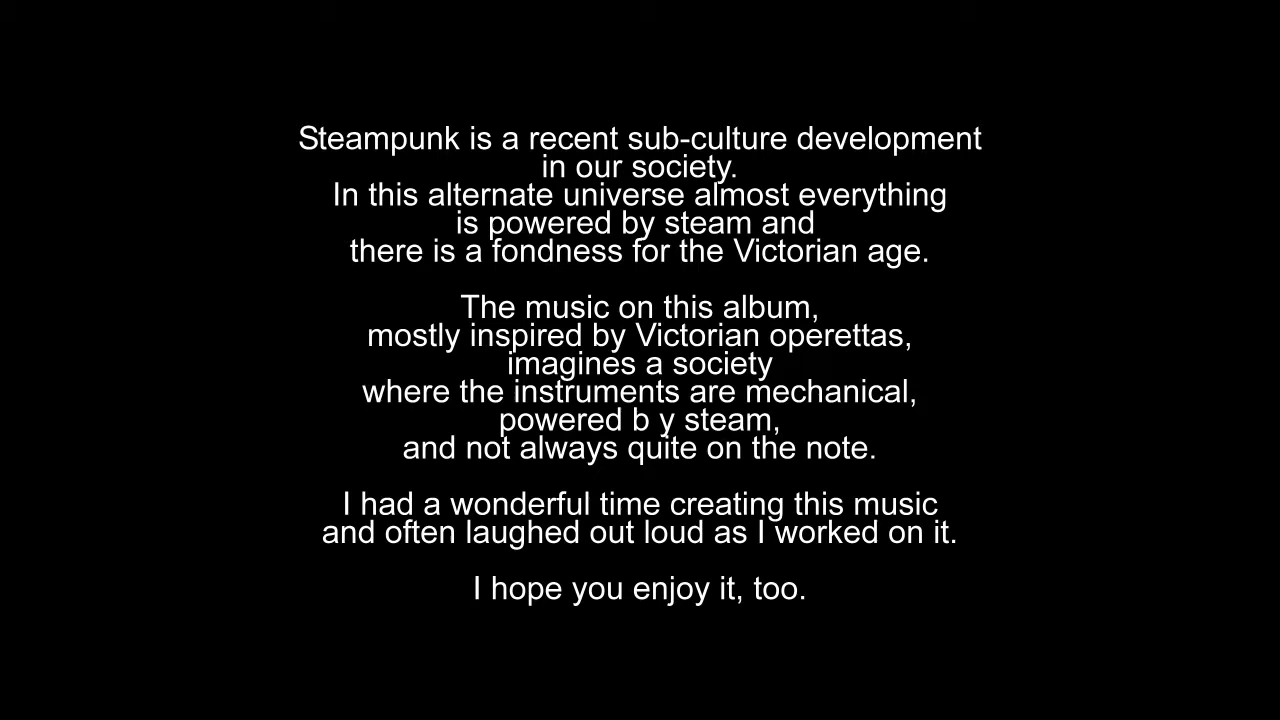 Steampunk is a recent sub-culture development
in our society.
In this alternate universe almost everything
is powered by steam and
there is a fondness for the Victorian age.
The music on this album,
mostly inspired by Victorian operettas,
imagines a society
where the instruments are mechanical,
powered b y steam,
and not always quite on the note.
I had a wonderful time creating this music
and often laughed out loud as I worked on it.
I hope you enjoy it, too.